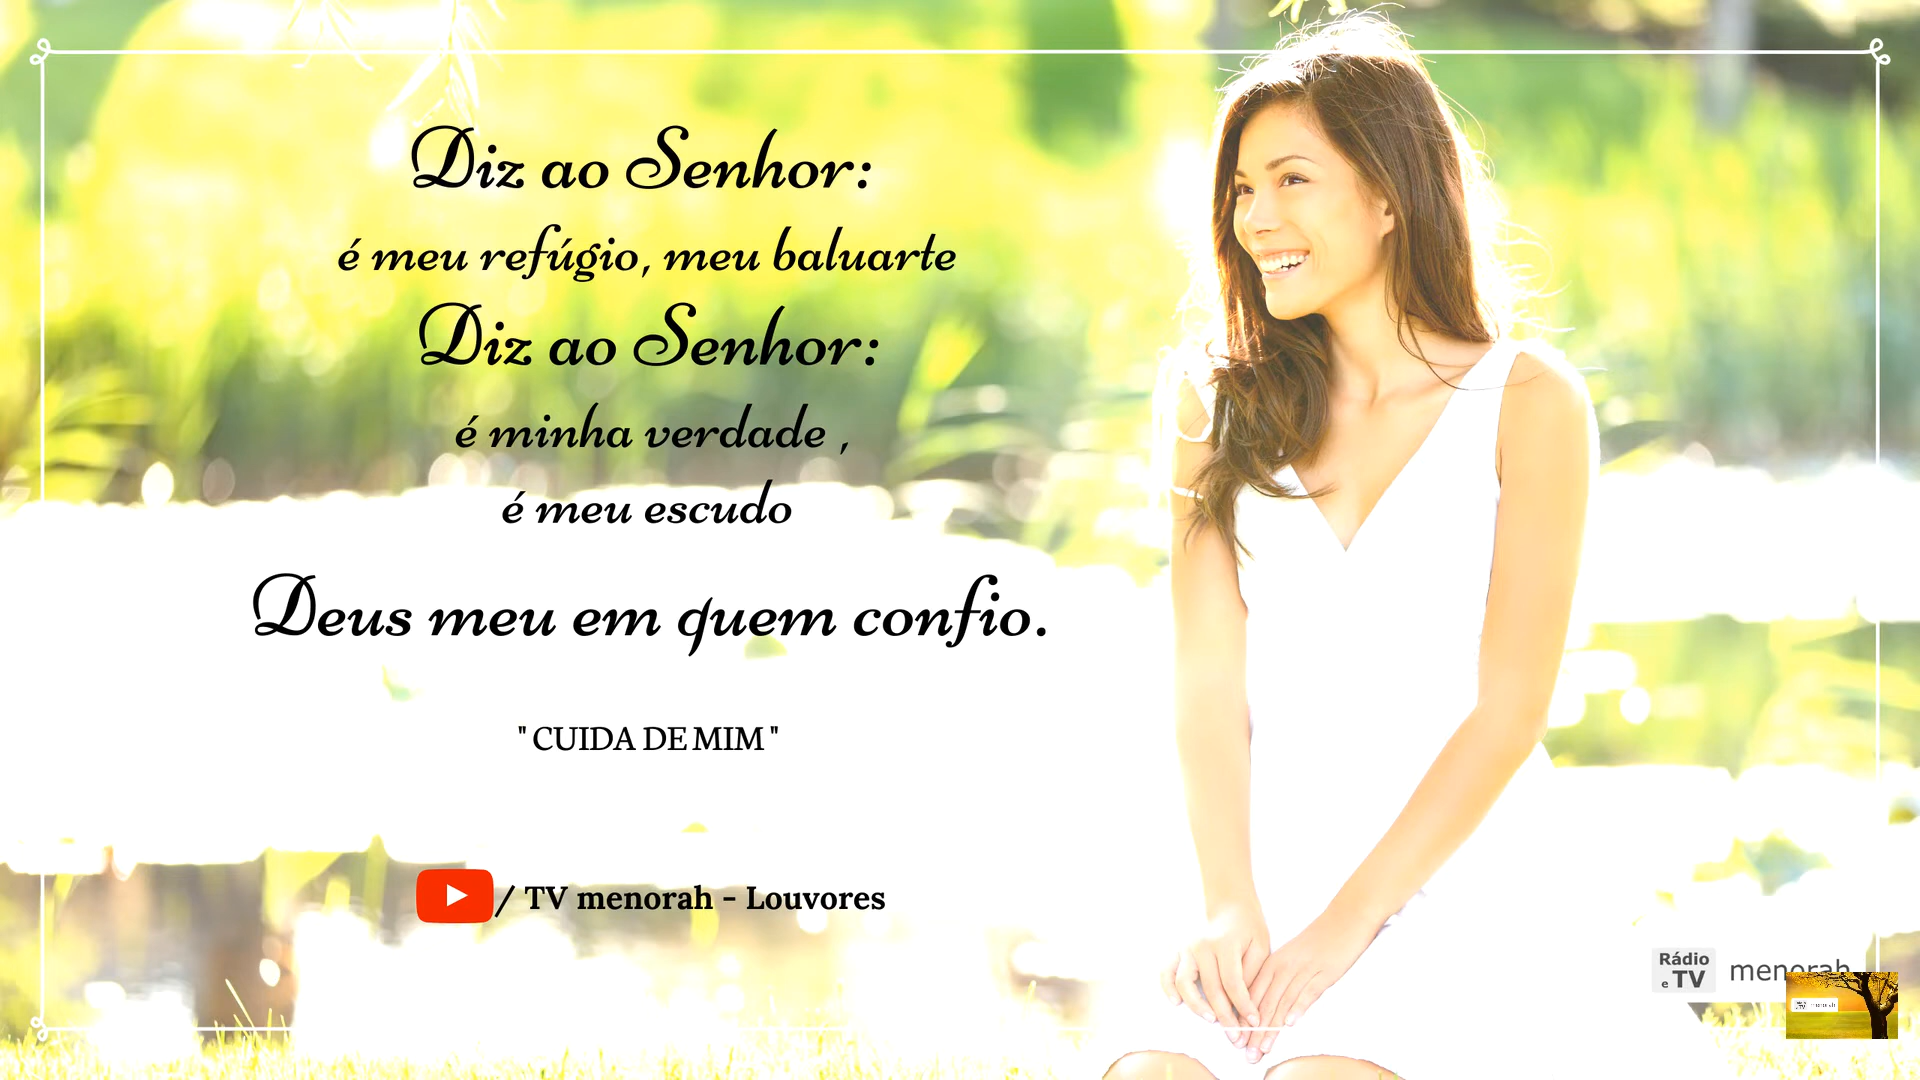 Diz ao Senhor:
é meu refúgio, meu baluarte
Diz ao Senhor:
é minha verdade ,
é meu escudo
Deus meu em quem confio.
" CUIDA DE MIM "
/ TV menorah - Louvores
Rádio
e TV
menorah